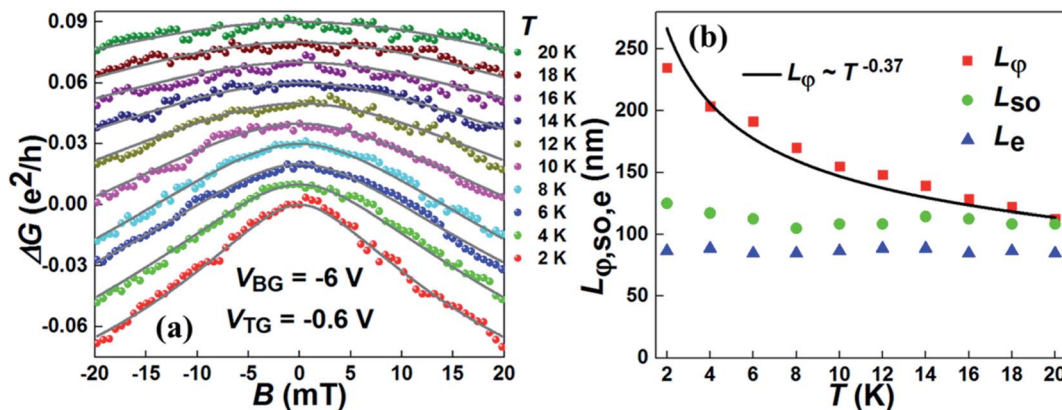 0.09
0.06
0.03
0.00
-0.03
-0.06
ΔG (e²/h)
-20 -15 -10 -5 0 5 10 15 20
B (mT)
(a)
V_BG = -6 V
V_TG = -0.6 V
T
20 K
18 K
16 K
14 K
12 K
10 K
8 K
6 K
4 K
2 K
(b)
250
200
150
100
50
0
L_φ,so,e (nm)
2 4 6 8 10 12 14 16 18 20
T (K)
L_φ ~ T^-0.37
L_φ
L_so
L_e